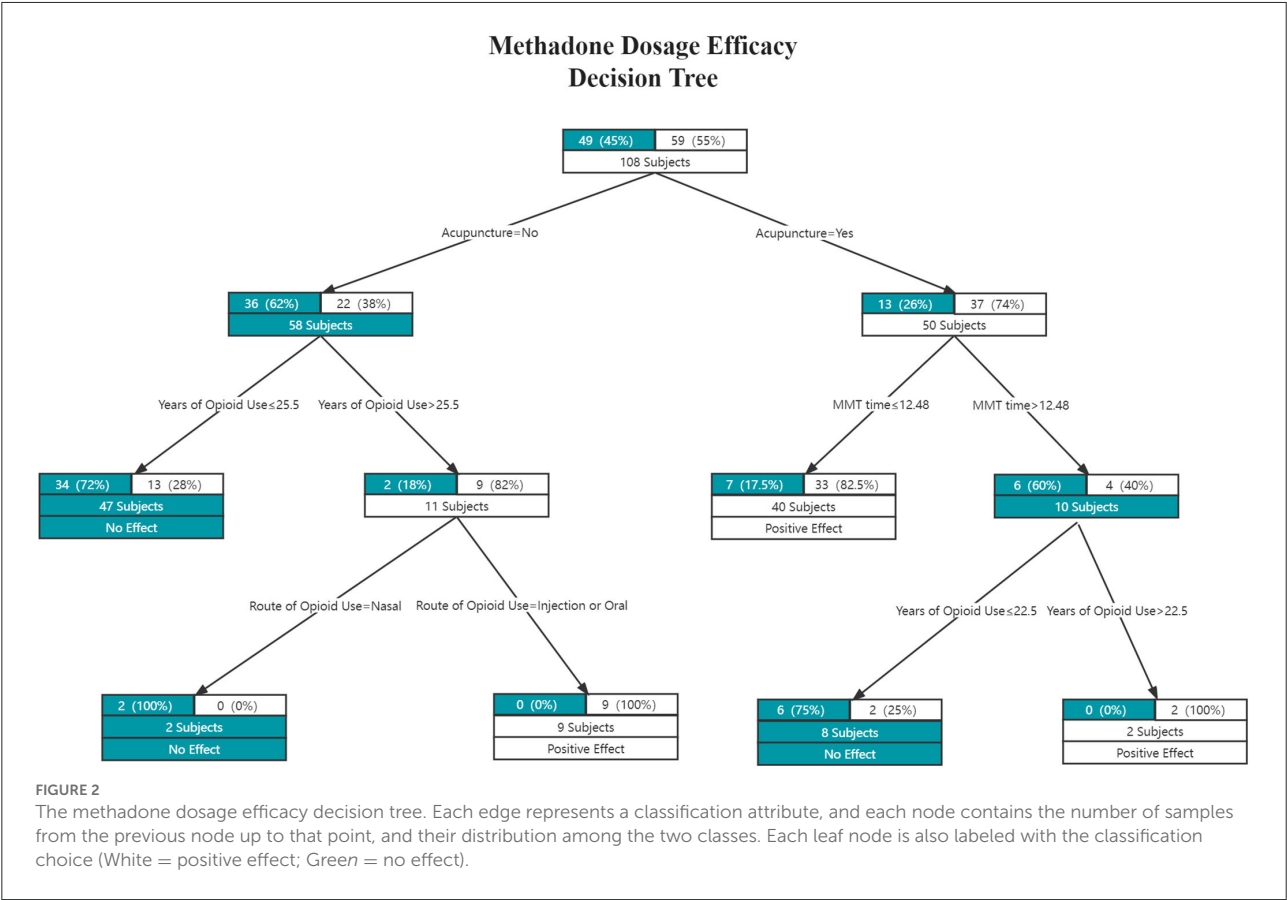 Methadone Dosage Efficacy
Decision Tree
49 (45%) 59 (55%)
108 Subjects
Acupuncture=No Acupuncture=Yes
36 (62%) 22 (38%) 13 (26%) 37 (74%)
58 Subjects 50 Subjects
Years of Opioid Use≤25.5 Years of Opioid Use>25.5 MMT time≤12.48 MMT time>12.48
34 (72%) 13 (28%) 2 (18%) 9 (82%) 7 (17.5%) 33 (82.5%) 6 (60%) 4 (40%)
47 Subjects 11 Subjects 40 Subjects 10 Subjects
No Effect Positive Effect
Route of Opioid Use=Nasal Route of Opioid Use=Injection or Oral Years of Opioid Use≤22.5 Years of Opioid Use>22.5
2 (100%) 0 (0%) 0 (0%) 9 (100%) 6 (75%) 2 (25%) 0 (0%) 2 (100%)
2 Subjects 9 Subjects 8 Subjects 2 Subjects
No Effect Positive Effect No Effect Positive Effect
FIGURE 2
The methadone dosage efficacy decision tree. Each edge represents a classification attribute, and each node contains the number of samples
from the previous node up to that point, and their distribution among the two classes. Each leaf node is also labeled with the classification
choice (White = positive effect; Green = no effect).